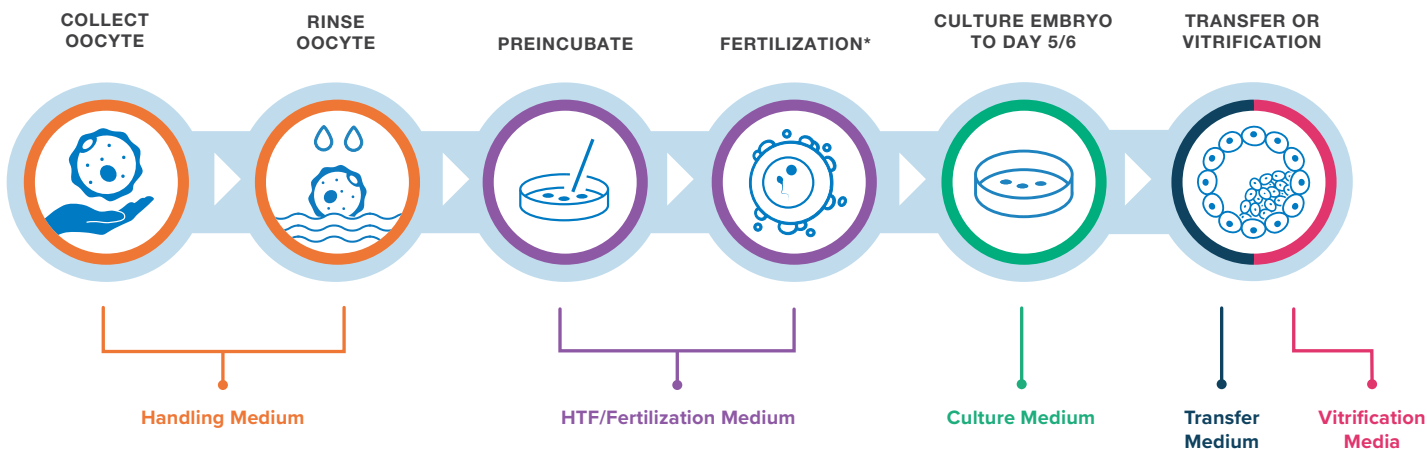 COLLECT
OOCYTE
RINSE
OOCYTE
PREINCUBATE
FERTILIZATION*
CULTURE EMBRYO
TO DAY 5/6
TRANSFER OR
VITRIFICATION
Handling Medium
HTF/Fertilization Medium
Culture Medium
Transfer
Medium
Vitrification
Media